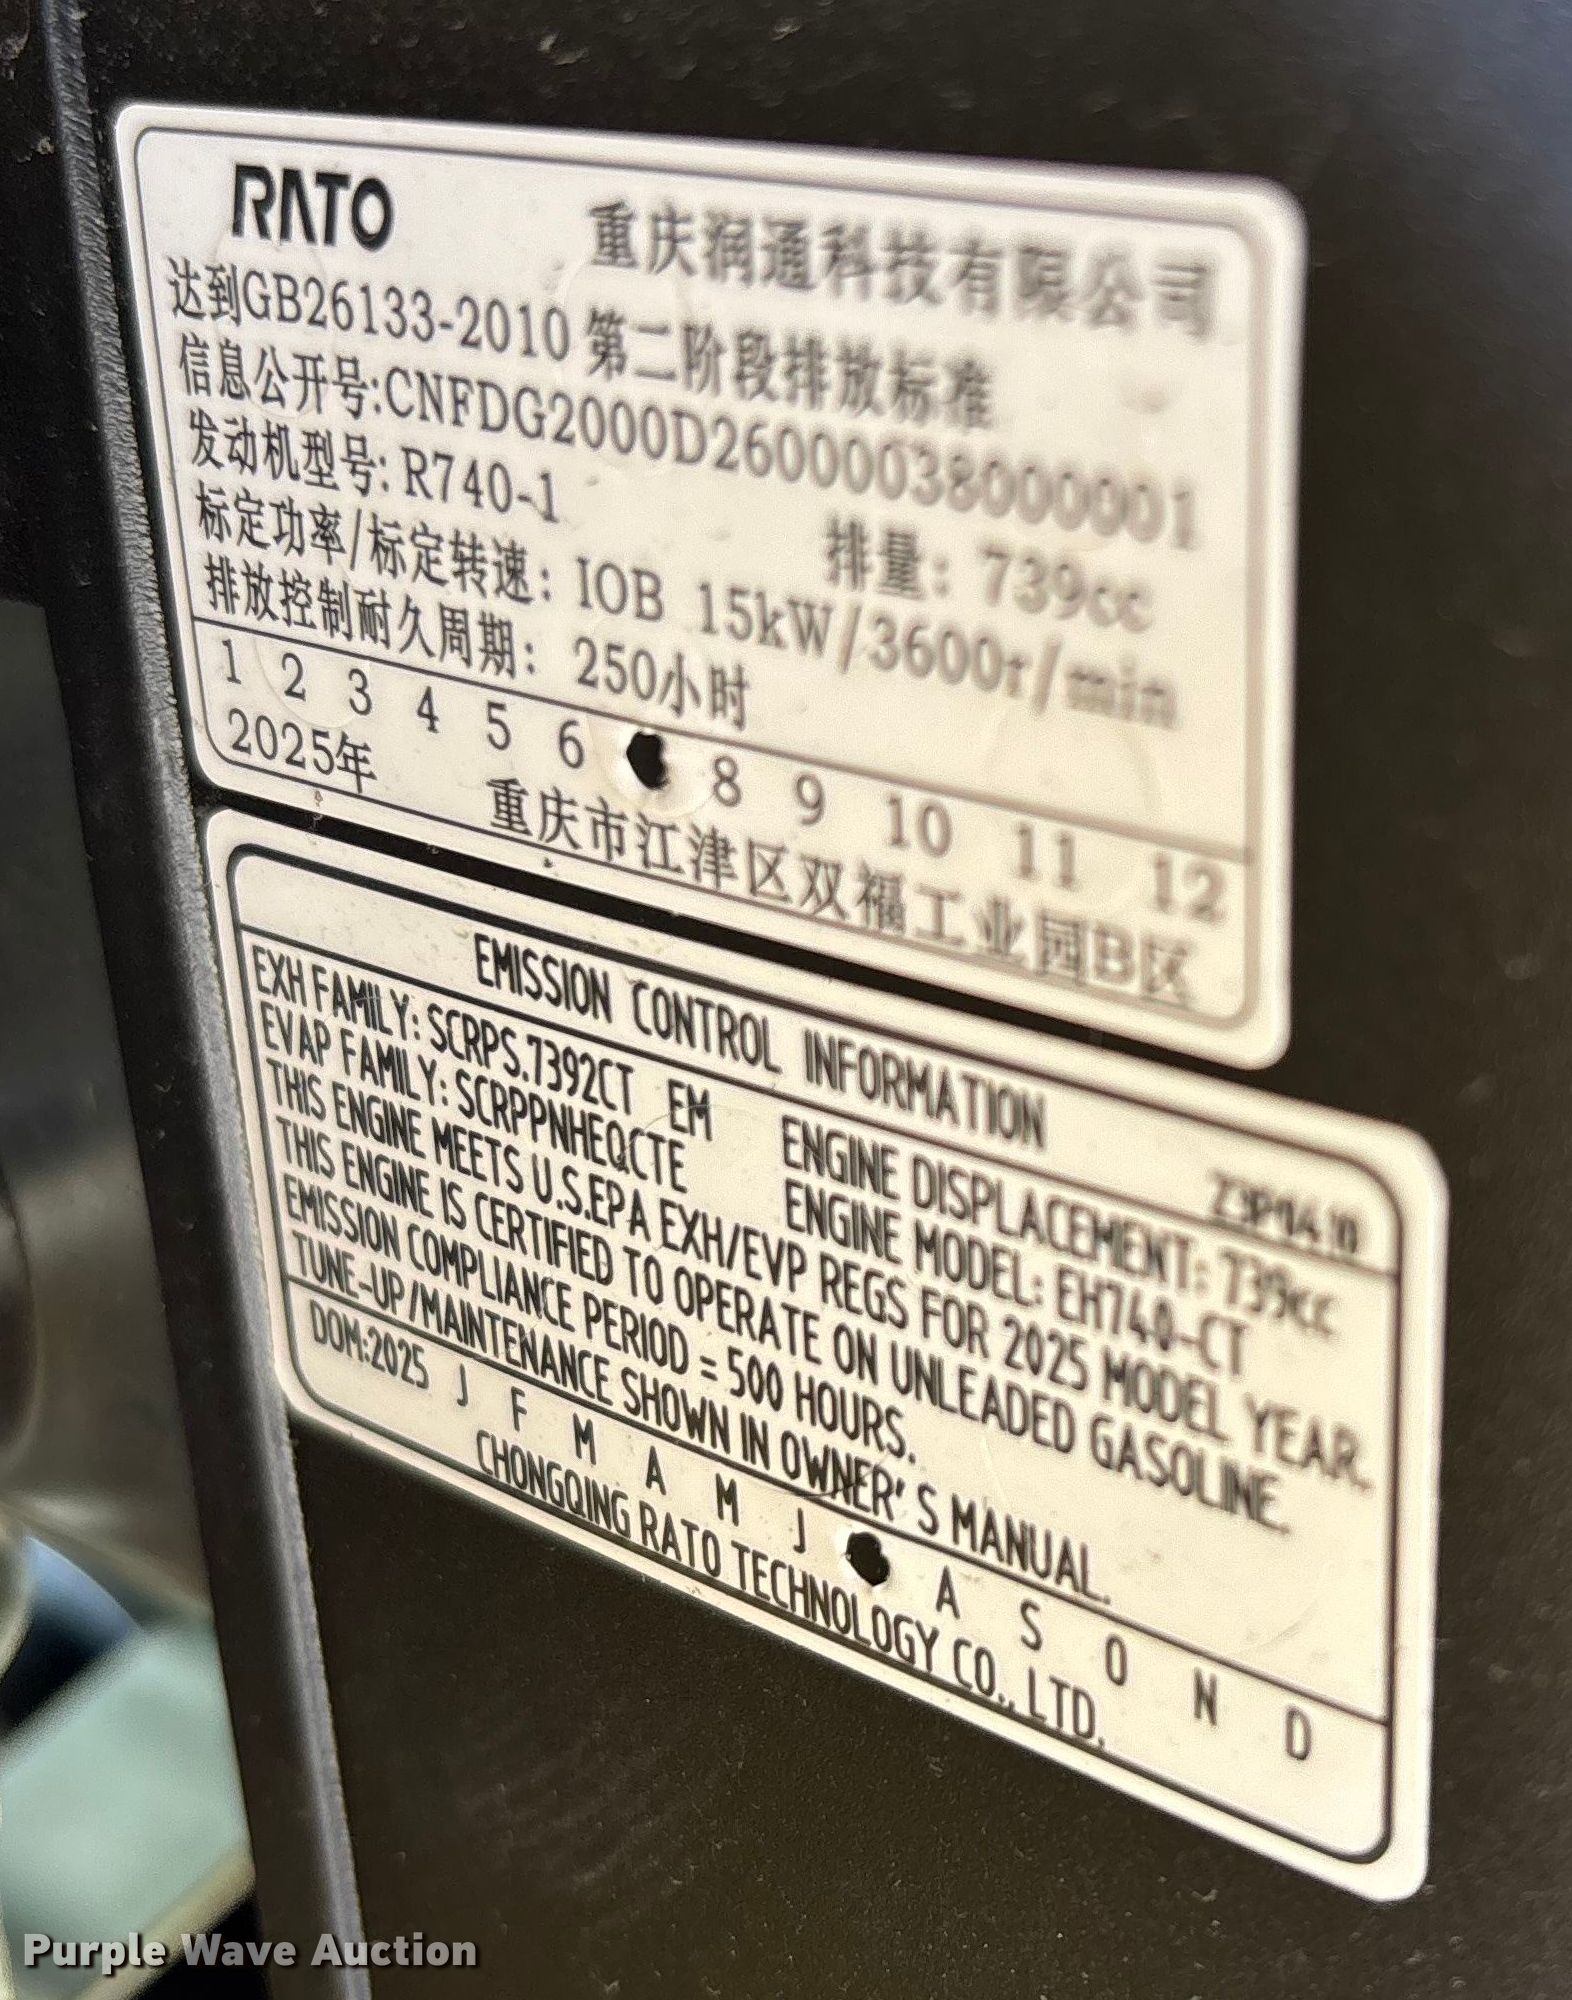 RATO
重庆润通科技有限公司
达到GB26133-2010 第二阶段排放标准
信息公开号:CNFDG2000D26000038000001
发动机型号: R740-1 排量: 739cc
标定功率/标定转速: IOB 15kW/3600r/min
排放控制耐久周期: 250小时
1 2 3 4 5 6 8 9 10 11 12
2025年 重庆市江津区双福工业园B区
EMISSION CONTROL INFORMATION
EXH FAMILY: SCRPS.7392CT EM ENGINE DISPLACEMENT: 739cc
EVAP FAMILY: SCRPPNHEQCTE ENGINE MODEL: EH740-CT
THIS ENGINE MEETS U.S.EPA EXH/EVP REGS FOR 2025 MODEL YEAR.
THIS ENGINE IS CERTIFIED TO OPERATE ON UNLEADED GASOLINE.
EMISSION COMPLIANCE PERIOD = 500 HOURS.
TUNE-UP/MAINTENANCE SHOWN IN OWNER'S MANUAL.
DOM:2025 J F M A M J A S O N D
CHONGQING RATO TECHNOLOGY CO., LTD.
Purple Wave Auction